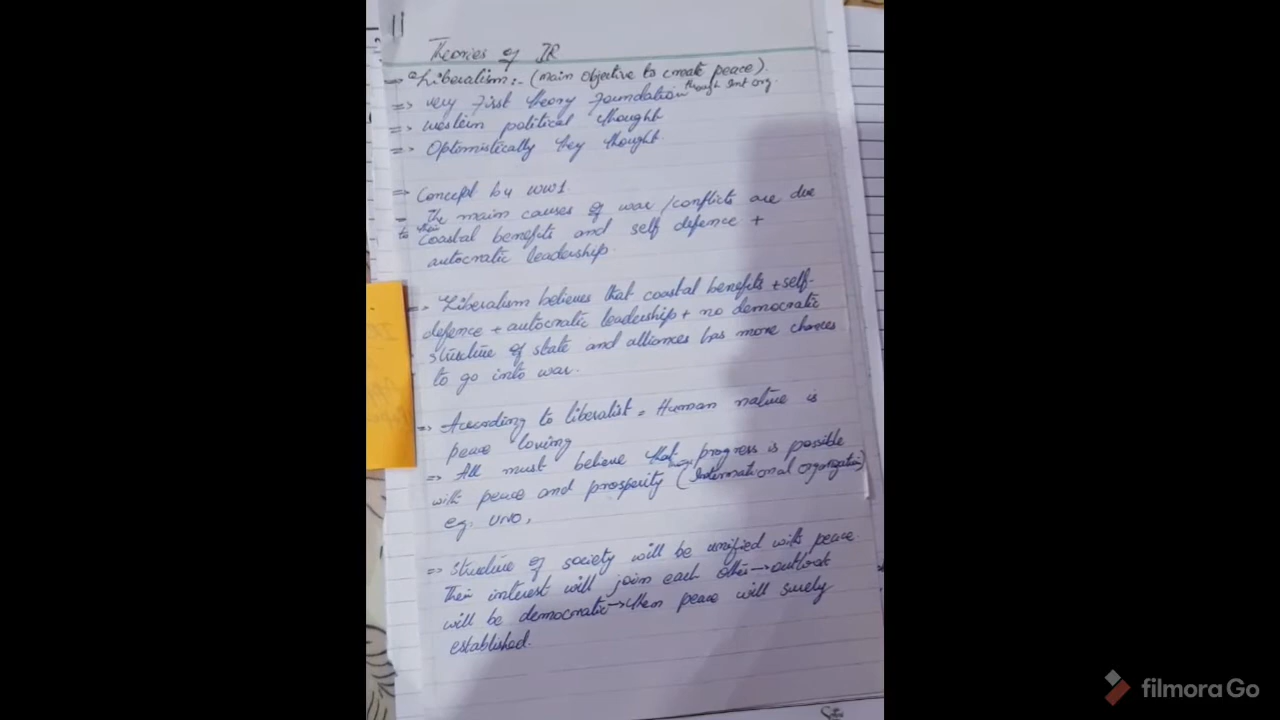 11
Theories of IR
⇒ Liberalism:- (main objective to create peace).
through Int org.
⇒ very First theory Foundation
⇒ western political thought
⇒ Optemistically key thought.
⇒ Concept by WW1.
The main causes of war/conflicts are due
to their coastal benefits and self defence +
autocratic leadership.
⇒ Liberalism believes that coastal benefits + self-
defence + autocratic leadership + no democratic
structure of state and alliances has more chances
to go into war.
⇒ According to liberalist = Human nature is
peace loving
⇒ All must believe that progress is possible
with peace and prosperity (International organization)
eg. UNO,
⇒ Structure of society will be unified with peace.
Their interest will join each other → outlook
will be democratic → then peace will surely
established.
filmora Go